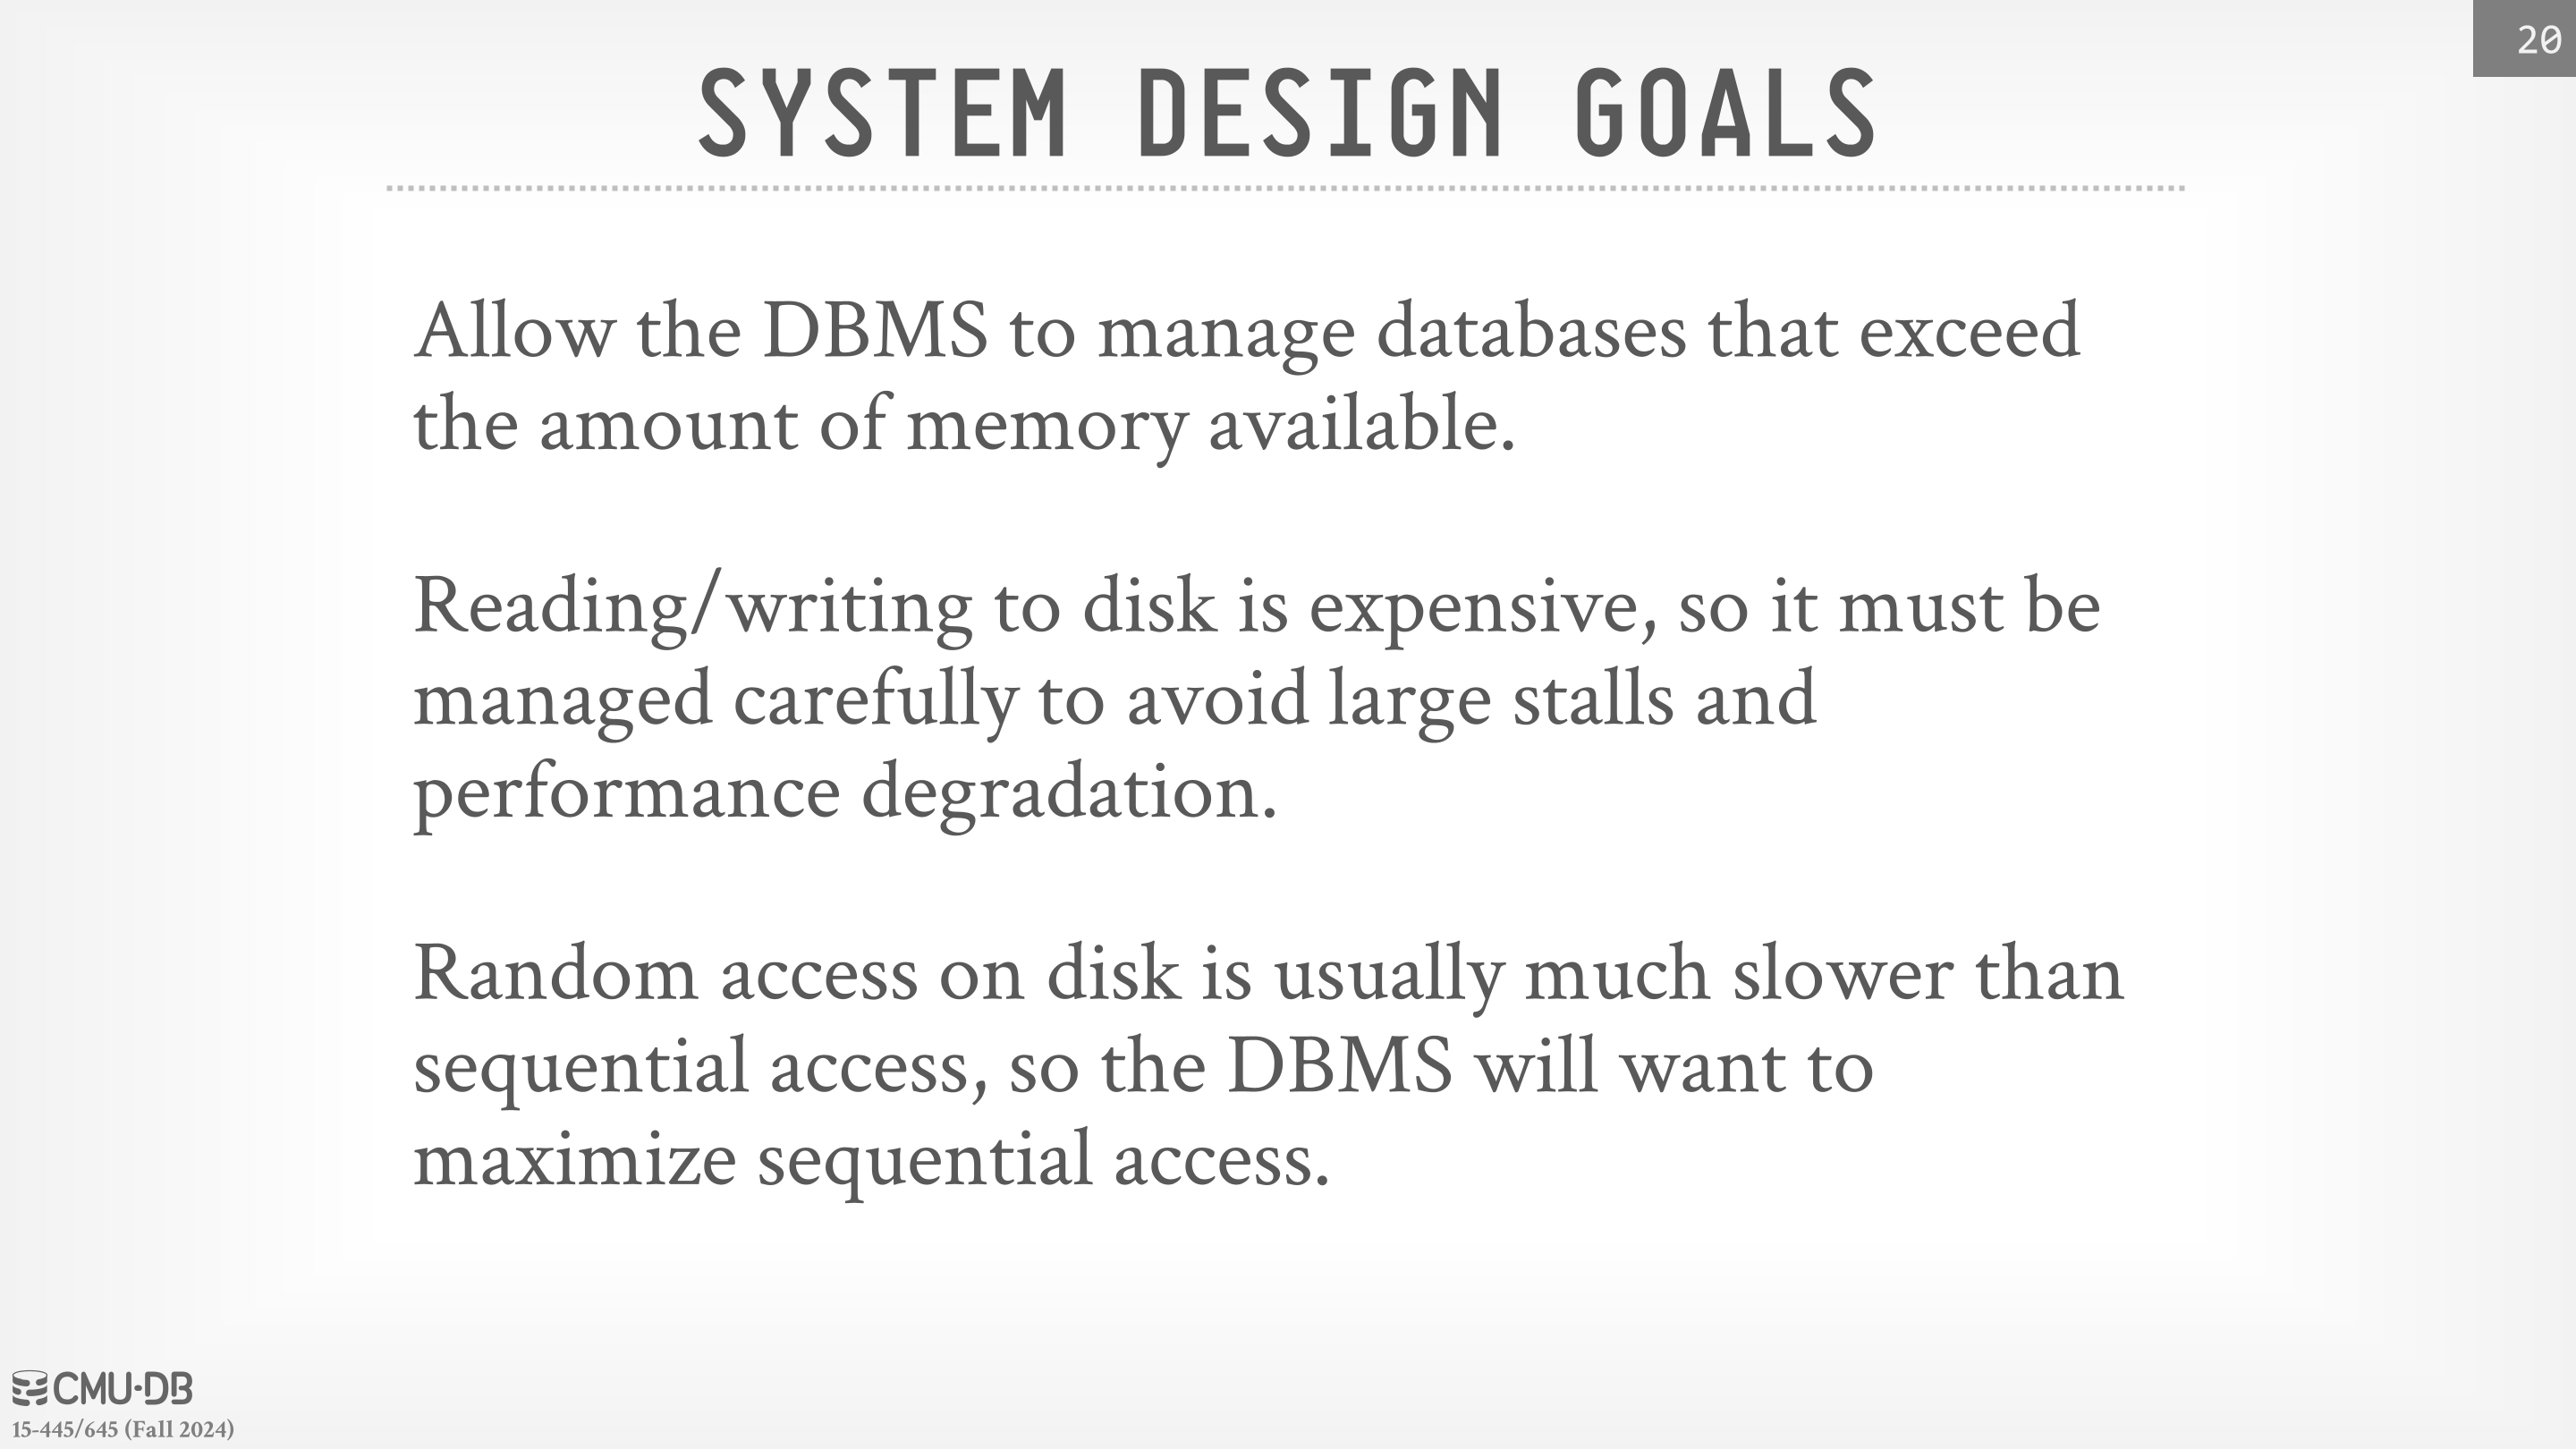 20
SYSTEM DESIGN GOALS
Allow the DBMS to manage databases that exceed
the amount of memory available.
Reading/writing to disk is expensive, so it must be
managed carefully to avoid large stalls and
performance degradation.
Random access on disk is usually much slower than
sequential access, so the DBMS will want to
maximize sequential access.
CMU·DB
15-445/645 (Fall 2024)